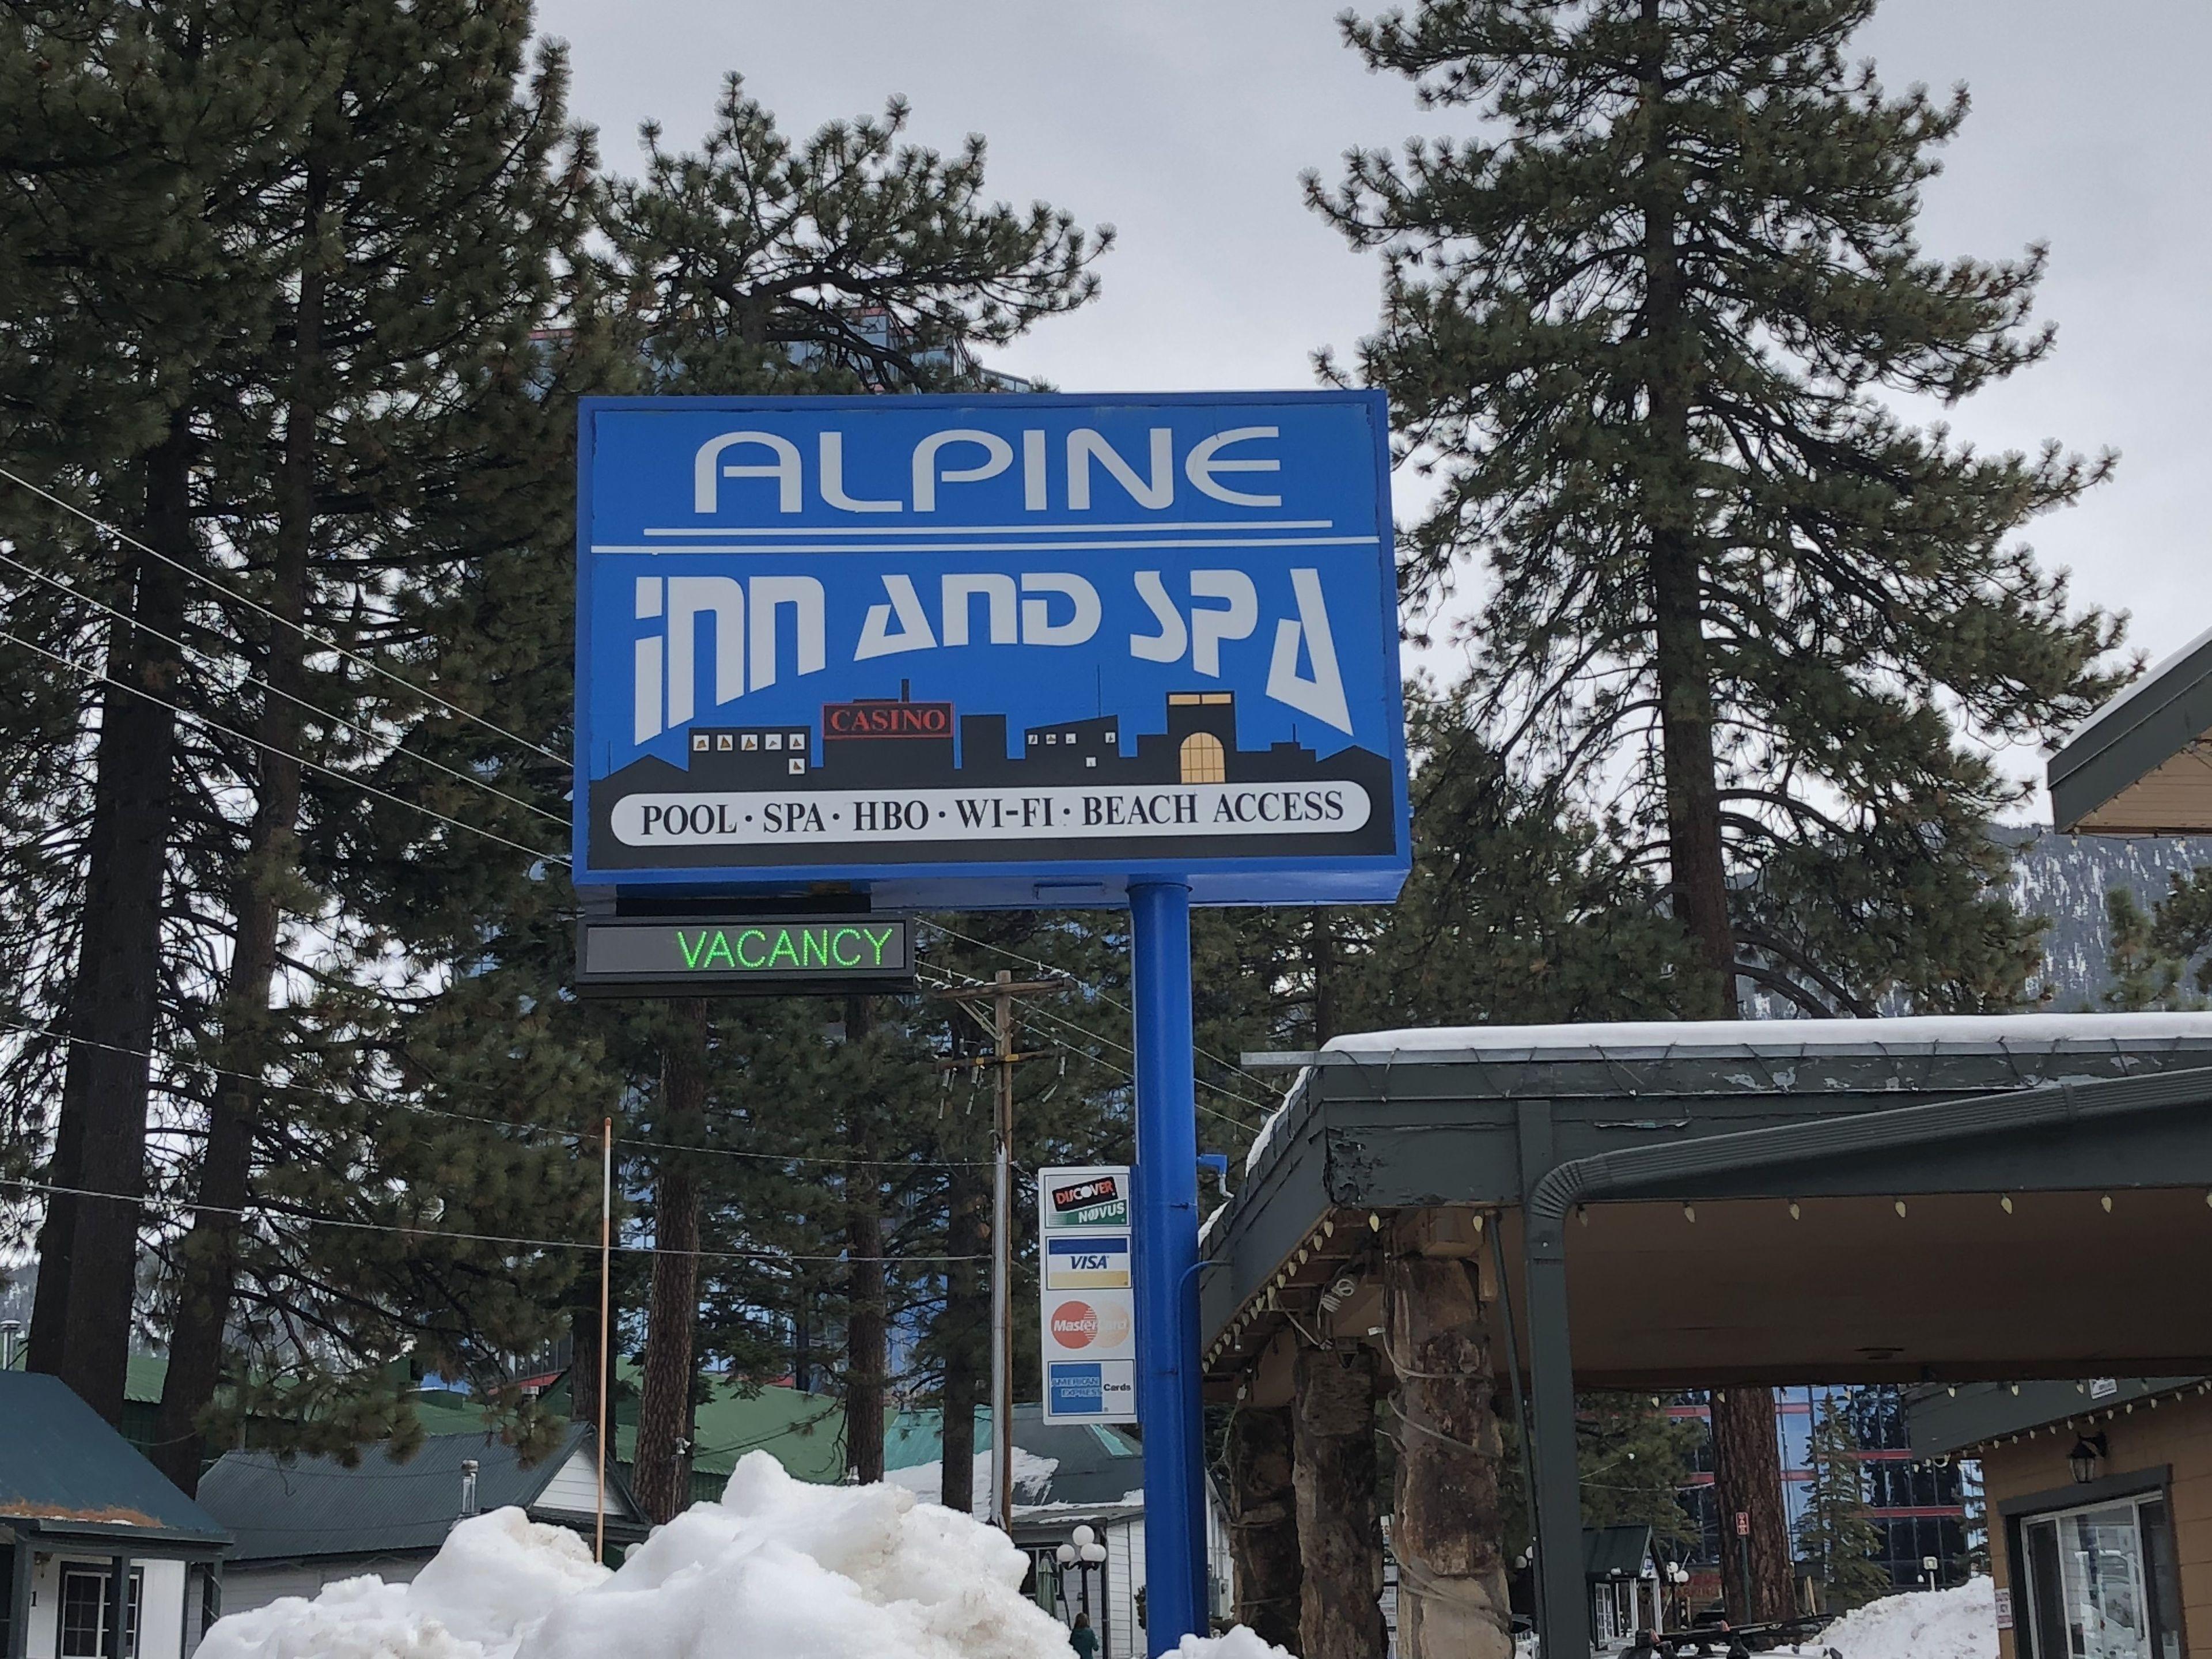 ALPINE
INN AND SPA
CASINO
POOL · SPA · HBO · WI-FI · BEACH ACCESS
VACANCY
DISCOVER
NOVUS
VISA
MasterCard
AMERICAN
EXPRESS
Cards
1